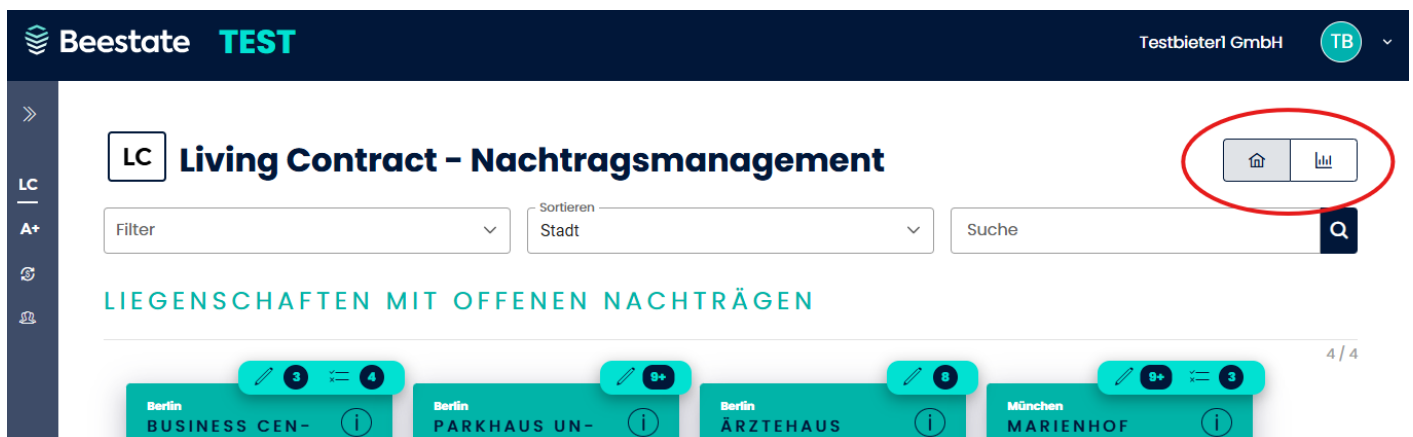 Beestate TEST
Testbieter1 GmbH TB
LC Living Contract - Nachtragsmanagement
LC
A+
Filter
Sortieren
Stadt
Suche
LIEGENSCHAFTEN MIT OFFENEN NACHTRÄGEN
4 / 4
3 4
Berlin
BUSINESS CEN-
9+
Berlin
PARKHAUS UN-
8
Berlin
ÄRZTEHAUS
9+ 3
München
MARIENHOF